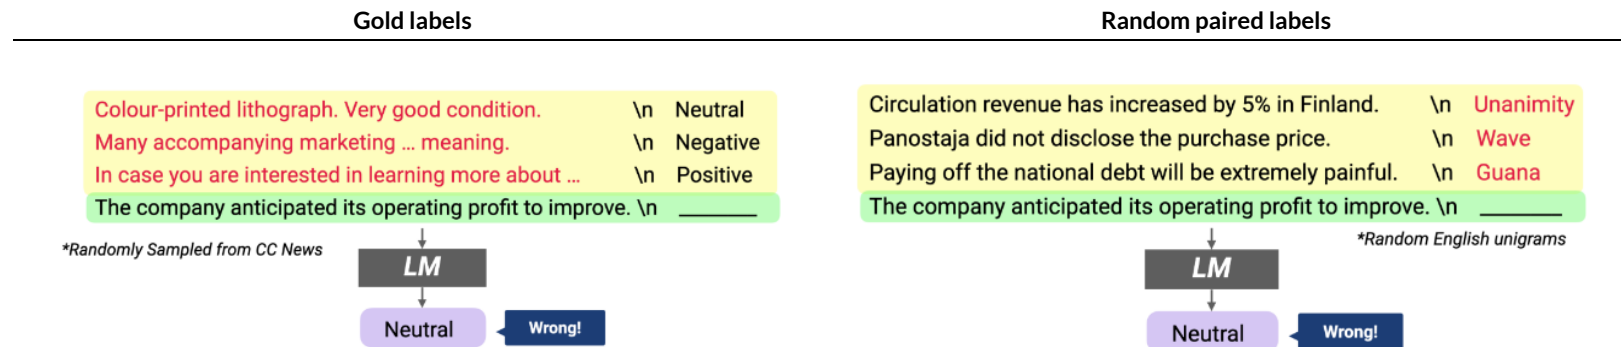 Gold labels
Random paired labels
Colour-printed lithograph. Very good condition. \n Neutral
Many accompanying marketing ... meaning. \n Negative
In case you are interested in learning more about ... \n Positive
The company anticipated its operating profit to improve. \n ______
*Randomly Sampled from CC News
LM
Neutral
Wrong!
Circulation revenue has increased by 5% in Finland. \n Unanimity
Panostaja did not disclose the purchase price. \n Wave
Paying off the national debt will be extremely painful. \n Guana
The company anticipated its operating profit to improve. \n ______
*Random English unigrams
LM
Neutral
Wrong!